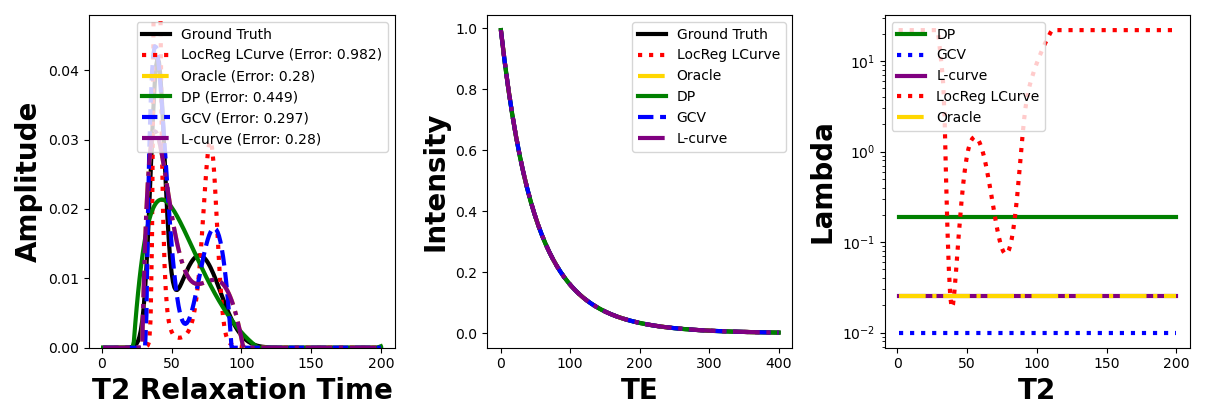 Amplitude
0.00
0.01
0.02
0.03
0.04
0
50
100
150
200
T2 Relaxation Time
Ground Truth
LocReg LCurve (Error: 0.982)
Oracle (Error: 0.28)
DP (Error: 0.449)
GCV (Error: 0.297)
L-curve (Error: 0.28)
Intensity
0.0
0.2
0.4
0.6
0.8
1.0
0
100
200
300
400
TE
Ground Truth
LocReg LCurve
Oracle
DP
GCV
L-curve
Lambda
10⁻²
10⁻¹
10⁰
10¹
0
50
100
150
200
T2
DP
GCV
L-curve
LocReg LCurve
Oracle